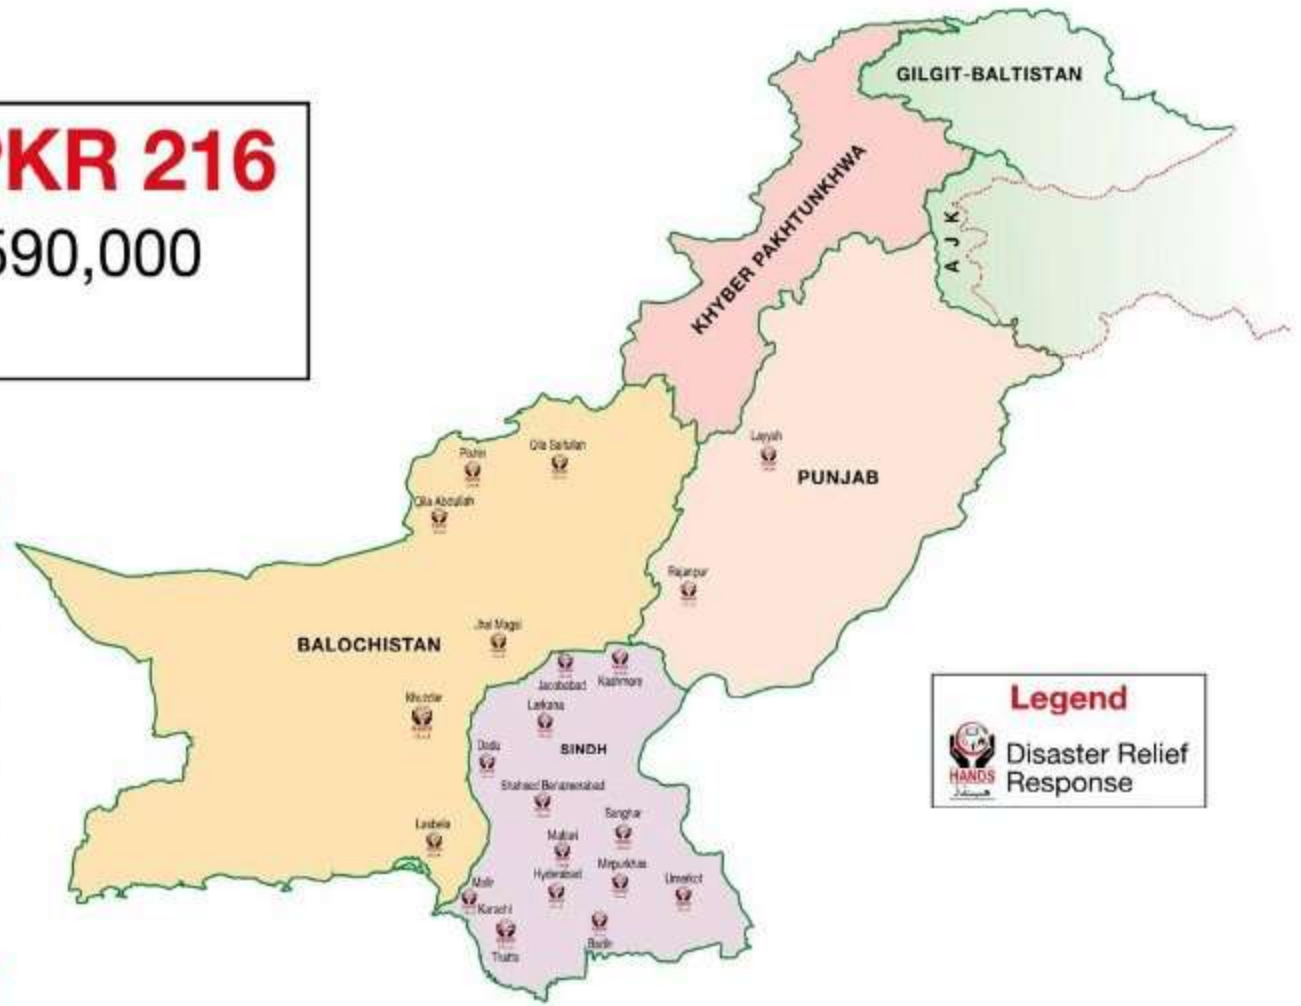 PKR 216
590,000
GILGIT-BALTISTAN
KHYBER PAKHTUNKHWA
A J K
Layyah
PUNJAB
Pishin
Qila Saifullah
Qila Abdullah
Rajanpur
BALOCHISTAN
Jhal Magsi
Khuzdar
Lasbela
Jacobabad
Kashmore
Larkana
Dadu
SINDH
Shaheed Benazeerabad
Sanghar
Matiari
Mirpurkhas
Hyderabad
Umerkot
Malir
Karachi
Badin
Thatta
Legend
HANDS
Disaster Relief
Response